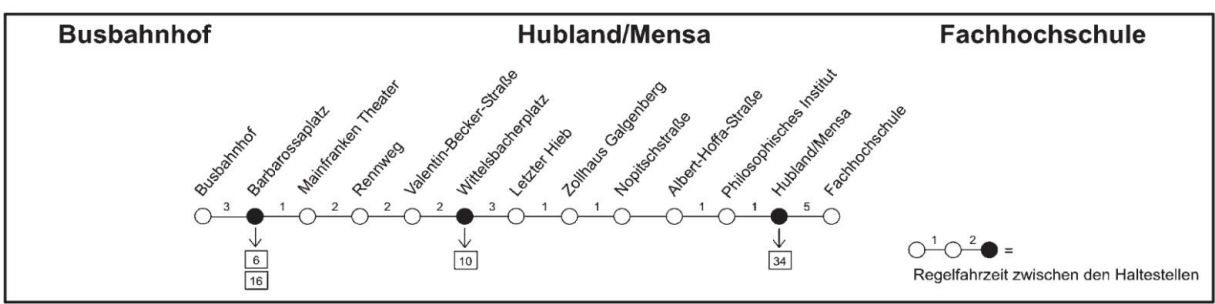 Busbahnhof Hubland/Mensa Fachhochschule
Busbahnhof
Barbarossaplatz
Mainfranken Theater
Rennweg
Valentin-Becker-Straße
Wittelsbacherplatz
Letzter Hieb
Zollhaus Galgenberg
Nopitschstraße
Albert-Hoffa-Straße
Philosophisches Institut
Hubland/Mensa
Fachhochschule
3 1 2 2 2 3 1 1 1 1 5
6 10 34
16
1 2 =
Regelfahrzeit zwischen den Haltestellen